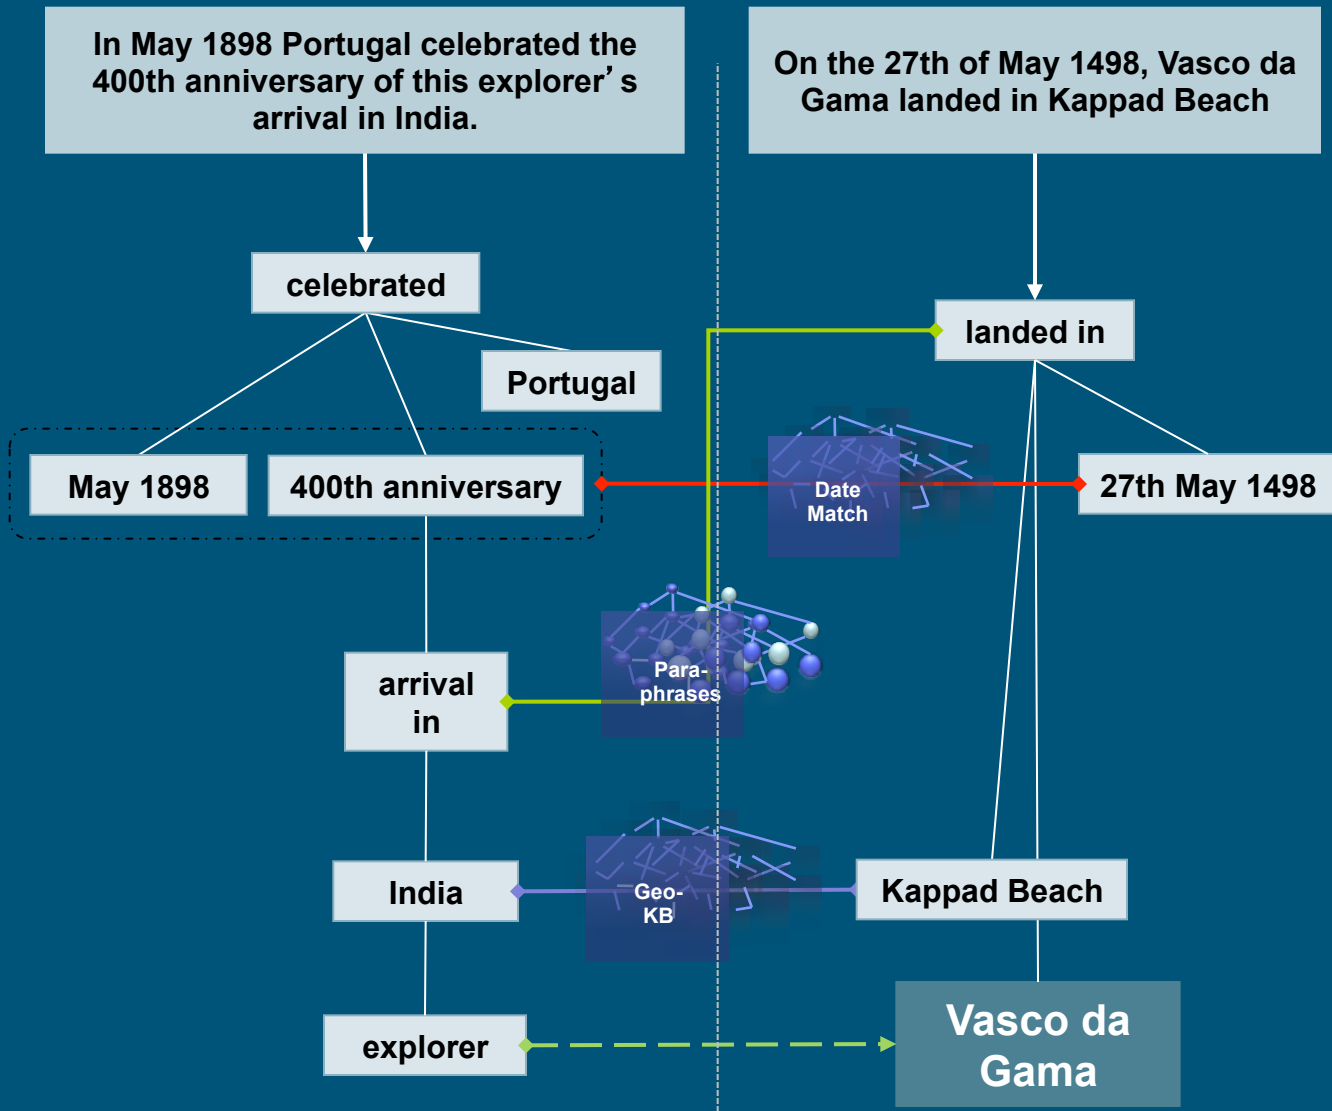 In May 1898 Portugal celebrated the
400th anniversary of this explorer’s
arrival in India.
On the 27th of May 1498, Vasco da
Gama landed in Kappad Beach
celebrated
landed in
Portugal
May 1898
400th anniversary
Date
Match
27th May 1498
arrival
in
Para-
phrases
India
Geo-
KB
Kappad Beach
explorer
Vasco da
Gama